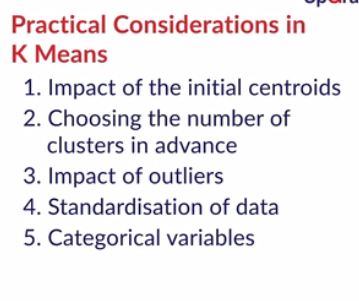 Practical Considerations in
K Means
1. Impact of the initial centroids
2. Choosing the number of
clusters in advance
3. Impact of outliers
4. Standardisation of data
5. Categorical variables